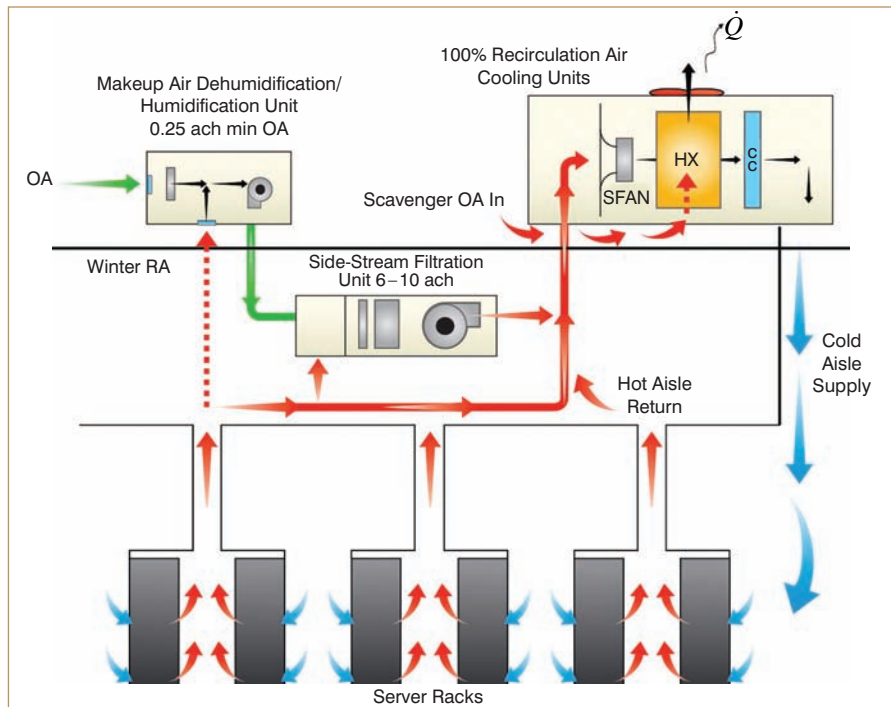 Q̇
100% Recirculation Air
Cooling Units
Makeup Air Dehumidification/
Humidification Unit
0.25 ach min OA
OA
HX
CC
SFAN
Scavenger OA In
Winter RA
Side-Stream Filtration
Unit 6–10 ach
Cold
Aisle
Supply
Hot Aisle
Return
Server Racks